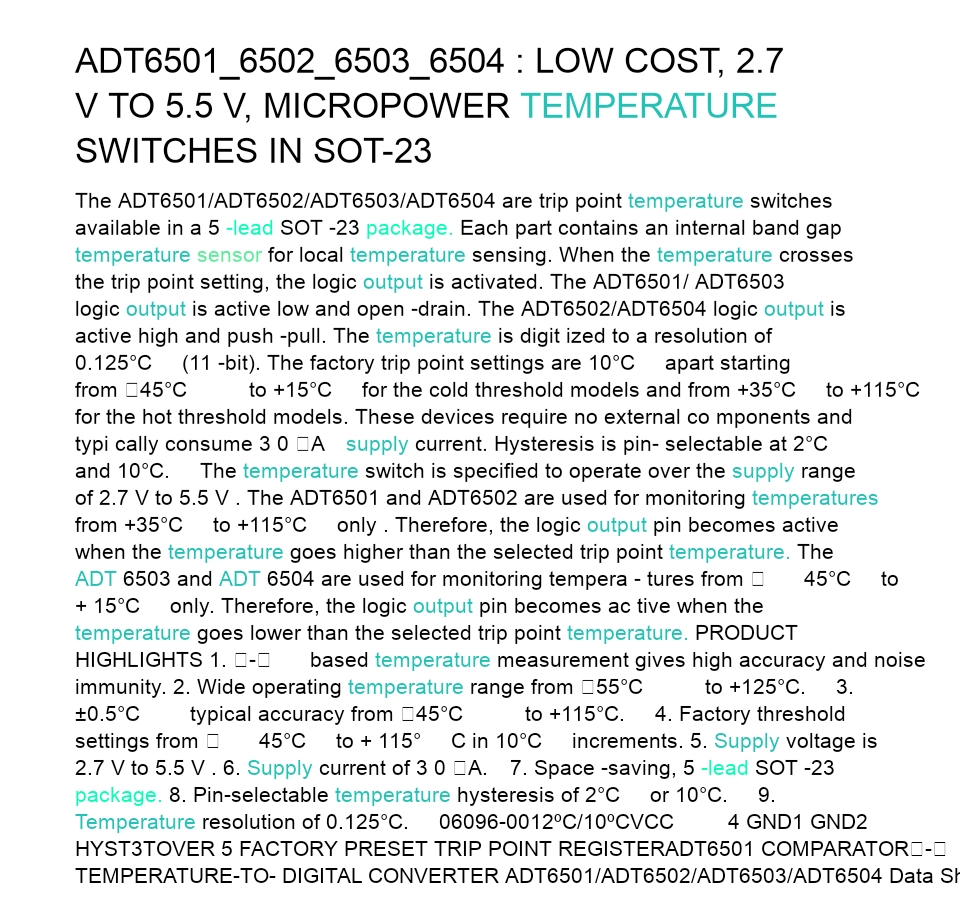 ADT6501_6502_6503_6504 : LOW COST, 2.7
V TO 5.5 V, MICROPOWER TEMPERATURE
SWITCHES IN SOT-23
The ADT6501/ADT6502/ADT6503/ADT6504 are trip point temperature switches
available in a 5 -lead SOT -23 package. Each part contains an internal band gap
temperature sensor for local temperature sensing. When the temperature crosses
the trip point setting, the logic output is activated. The ADT6501/ ADT6503
logic output is active low and open -drain. The ADT6502/ADT6504 logic output is
active high and push -pull. The temperature is digit ized to a resolution of
0.125°C (11 -bit). The factory trip point settings are 10°C apart starting
from □45°C to +15°C for the cold threshold models and from +35°C to +115°C
for the hot threshold models. These devices require no external co mponents and
typi cally consume 3 0 □A supply current. Hysteresis is pin- selectable at 2°C
and 10°C. The temperature switch is specified to operate over the supply range
of 2.7 V to 5.5 V . The ADT6501 and ADT6502 are used for monitoring temperatures
from +35°C to +115°C only . Therefore, the logic output pin becomes active
when the temperature goes higher than the selected trip point temperature. The
ADT 6503 and ADT 6504 are used for monitoring tempera - tures from □ 45°C to
+ 15°C only. Therefore, the logic output pin becomes ac tive when the
temperature goes lower than the selected trip point temperature. PRODUCT
HIGHLIGHTS 1. □-□ based temperature measurement gives high accuracy and noise
immunity. 2. Wide operating temperature range from □55°C to +125°C. 3.
±0.5°C typical accuracy from □45°C to +115°C. 4. Factory threshold
settings from □ 45°C to + 115° C in 10°C increments. 5. Supply voltage is
2.7 V to 5.5 V . 6. Supply current of 3 0 □A. 7. Space -saving, 5 -lead SOT -23
package. 8. Pin-selectable temperature hysteresis of 2°C or 10°C. 9.
Temperature resolution of 0.125°C. 06096-0012ºC/10ºCVCC 4 GND1 GND2
HYST3TOVER 5 FACTORY PRESET TRIP POINT REGISTERADT6501 COMPARATOR□-□
TEMPERATURE-TO- DIGITAL CONVERTER ADT6501/ADT6502/ADT6503/ADT6504 Data